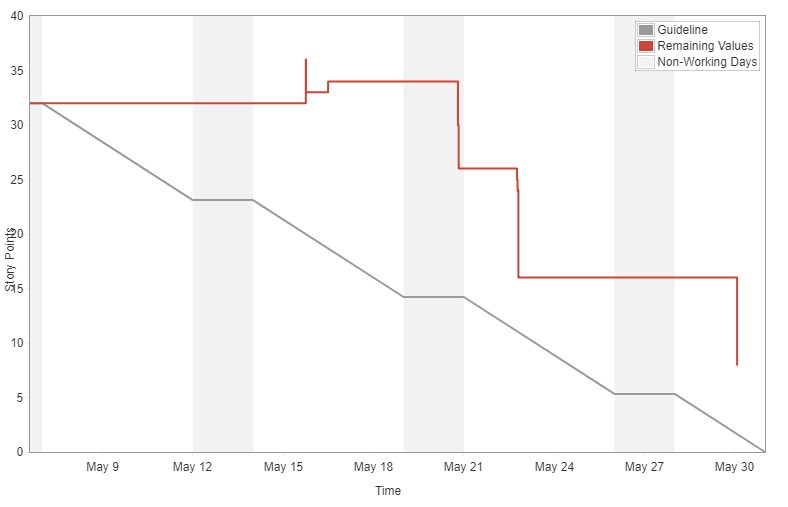 40
35
30
25
20
15
10
5
0
Story Points
Guideline
Remaining Values
Non-Working Days
May 9
May 12
May 15
May 18
May 21
May 24
May 27
May 30
Time